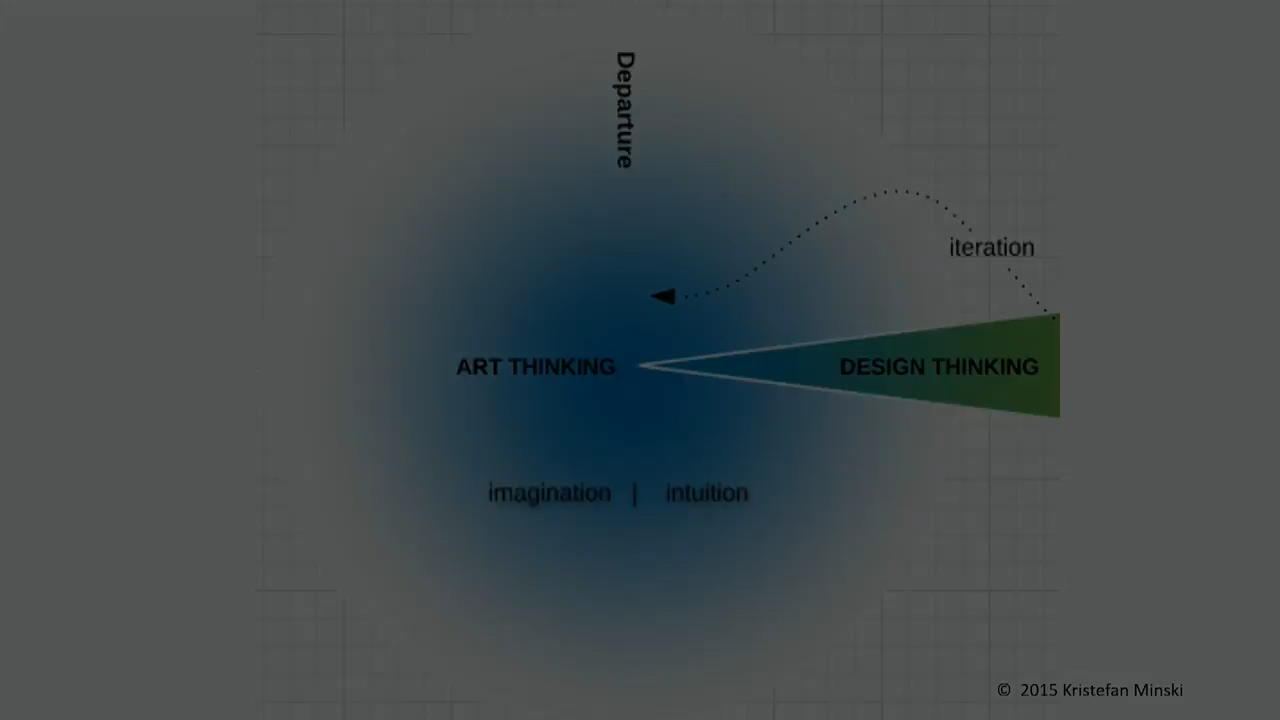 Departure
iteration
ART THINKING
DESIGN THINKING
imagination | intuition
© 2015 Kristefan Minski